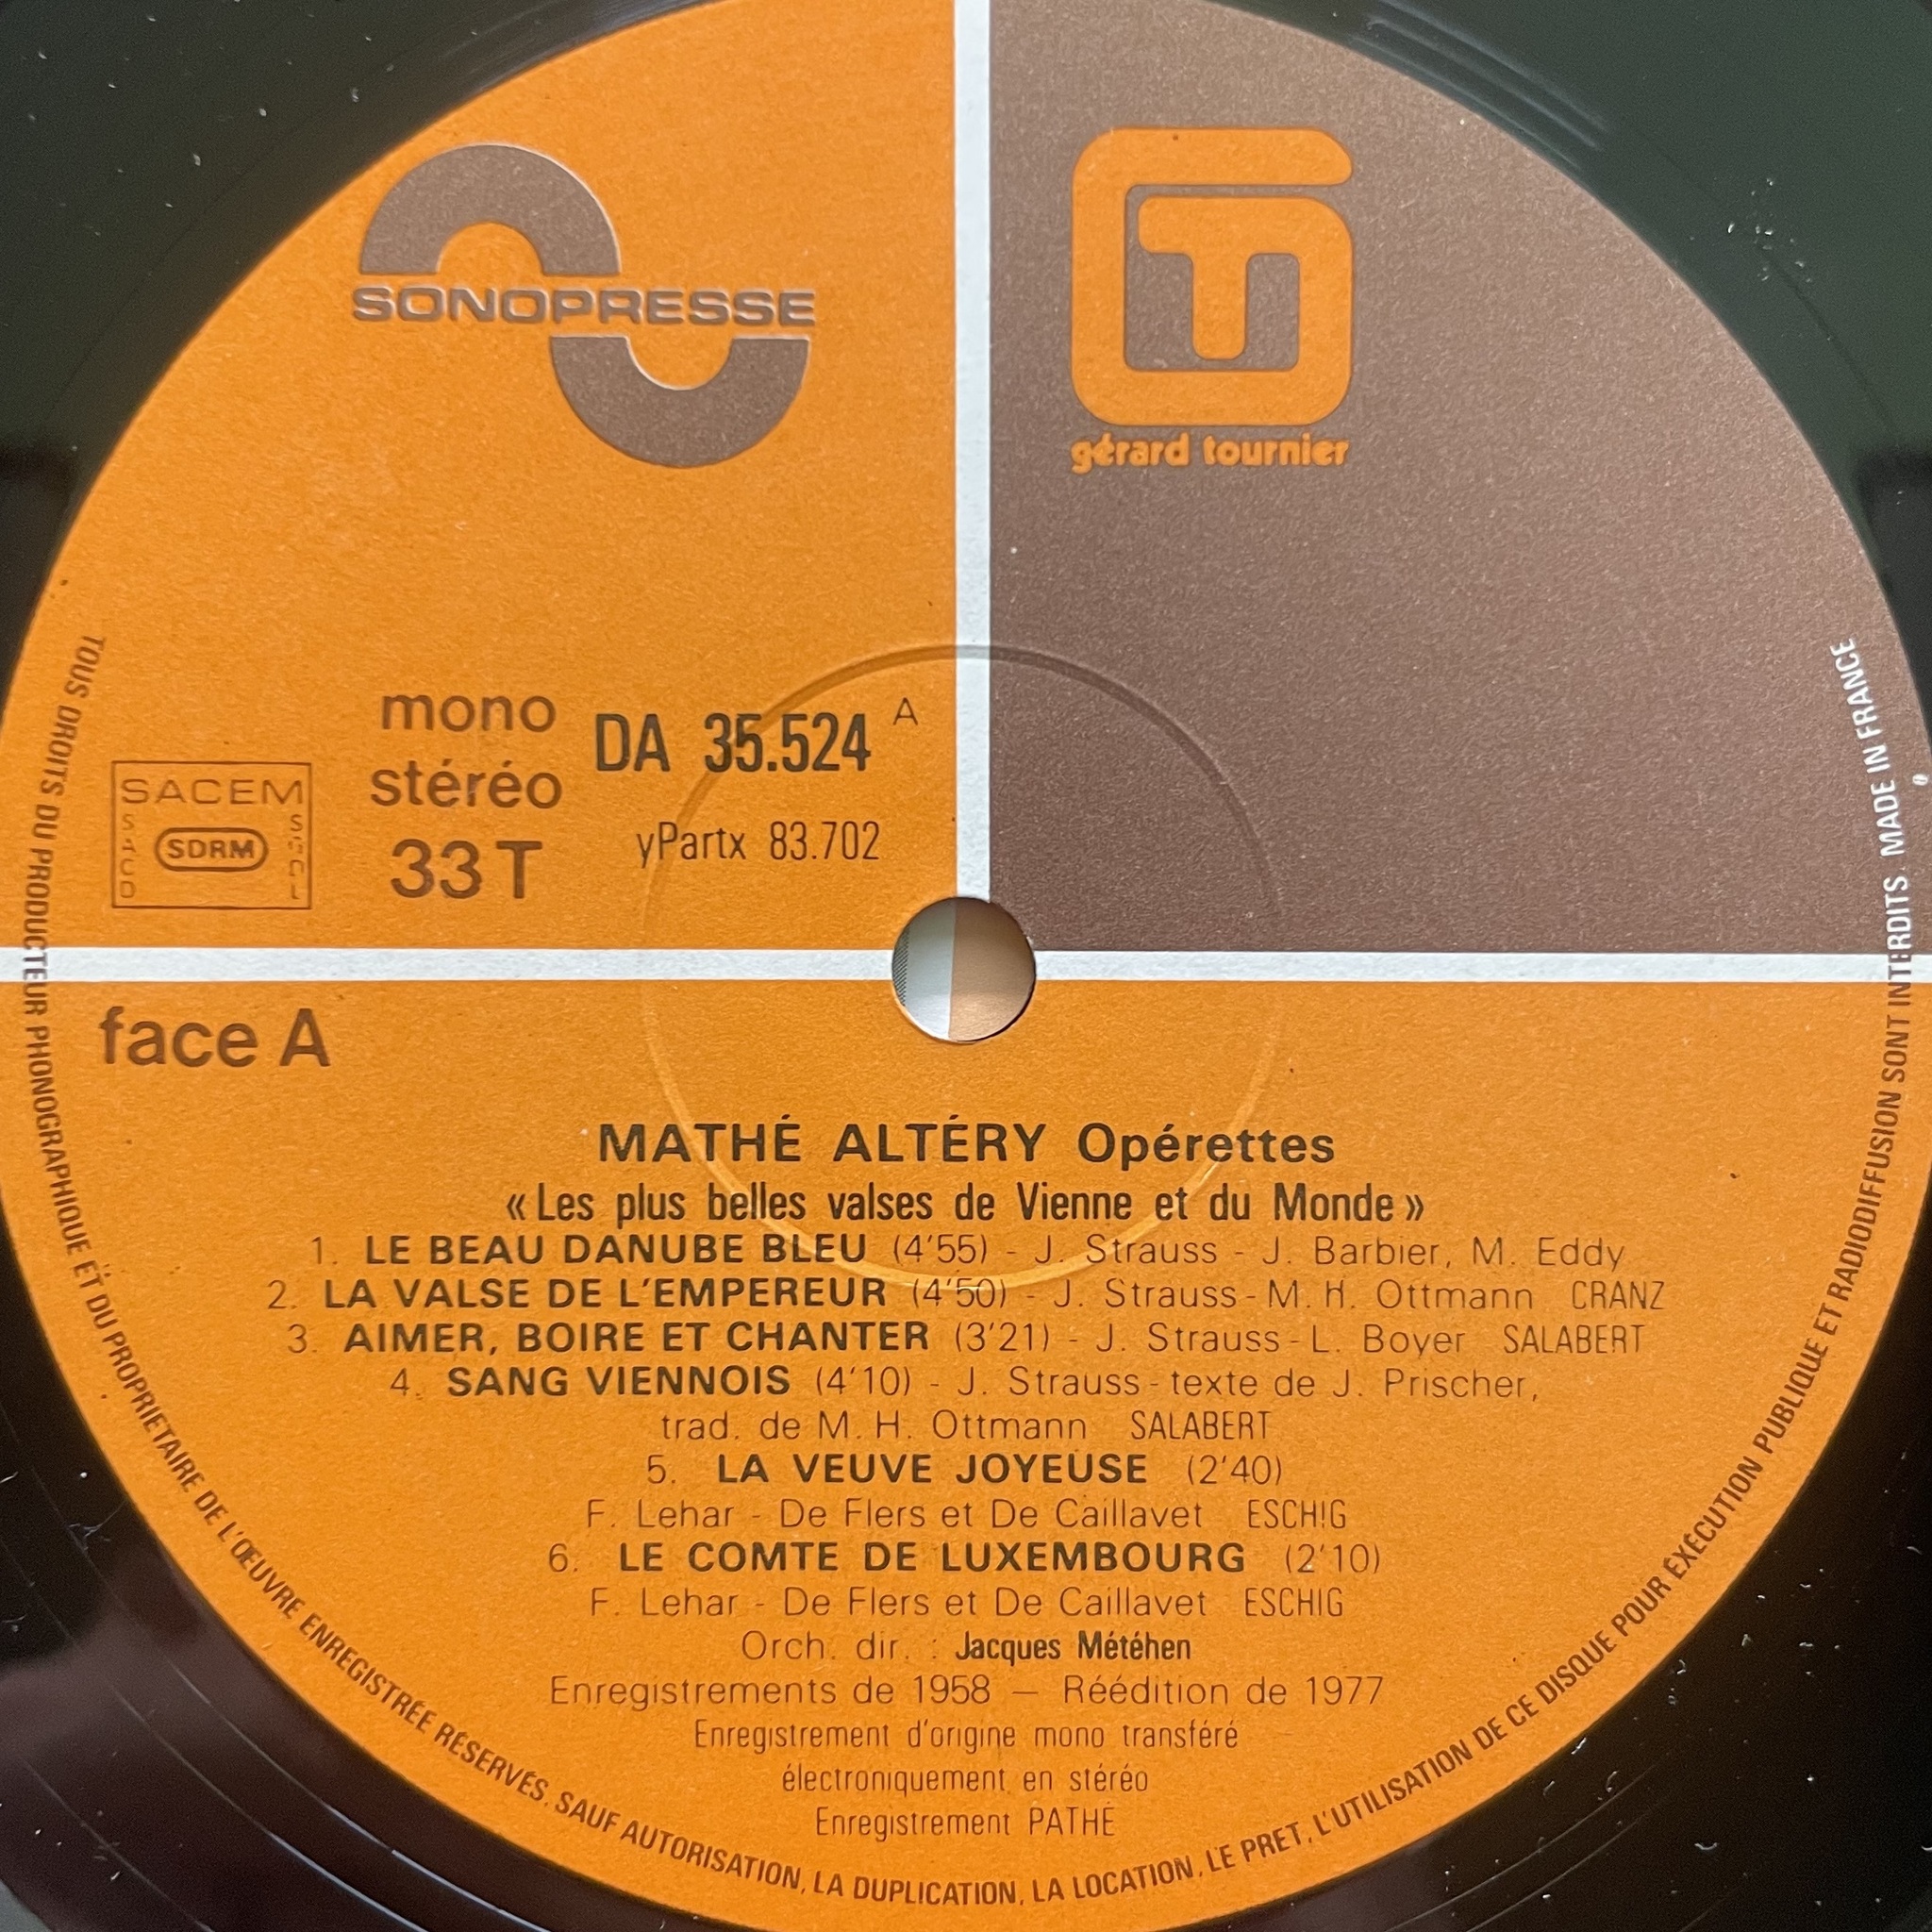 SONOPRESSE
GT
gérard tournier
mono
stéréo
33 T
DA 35.524 A
yPartx 83.702
SACEM
SACD
SDRM
SGDL
face A
MATHÉ ALTÉRY Opérettes
« Les plus belles valses de Vienne et du Monde »
1. LE BEAU DANUBE BLEU (4'55) - J. Strauss - J. Barbier, M. Eddy
2. LA VALSE DE L'EMPEREUR (4'50) - J. Strauss - M. H. Ottmann CRANZ
3. AIMER, BOIRE ET CHANTER (3'21) - J. Strauss - L. Boyer SALABERT
4. SANG VIENNOIS (4'10) - J. Strauss - texte de J. Prischer,
trad. de M. H. Ottmann SALABERT
5. LA VEUVE JOYEUSE (2'40)
F. Lehar - De Flers et De Caillavet ESCHIG
6. LE COMTE DE LUXEMBOURG (2'10)
F. Lehar - De Flers et De Caillavet ESCHIG
Orch. dir. : Jacques Météhen
Enregistrements de 1958 — Réédition de 1977
Enregistrement d'origine mono transféré
électroniquement en stéréo
Enregistrement PATHÉ
TOUS DROITS DU PRODUCTEUR PHONOGRAPHIQUE ET DU PROPRIETAIRE DE L'ŒUVRE ENREGISTRÉE RÉSERVÉS. SAUF AUTORISATION, LA DUPLICATION, LA LOCATION, LE PRET, L'UTILISATION DE CE DISQUE POUR EXÉCUTION PUBLIQUE ET RADIODIFFUSION SONT INTERDITS. MADE IN FRANCE